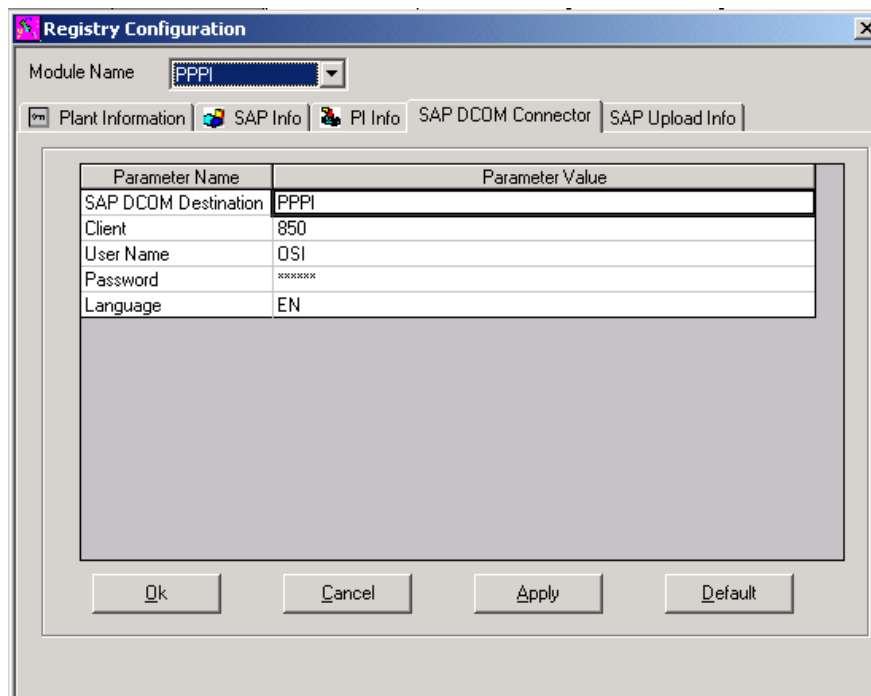 Registry Configuration
Module Name PPPI
Plant Information SAP Info PI Info SAP DCOM Connector SAP Upload Info
Parameter Name Parameter Value
SAP DCOM Destination PPPI
Client 850
User Name OSI
Password ******
Language EN
Ok Cancel Apply Default